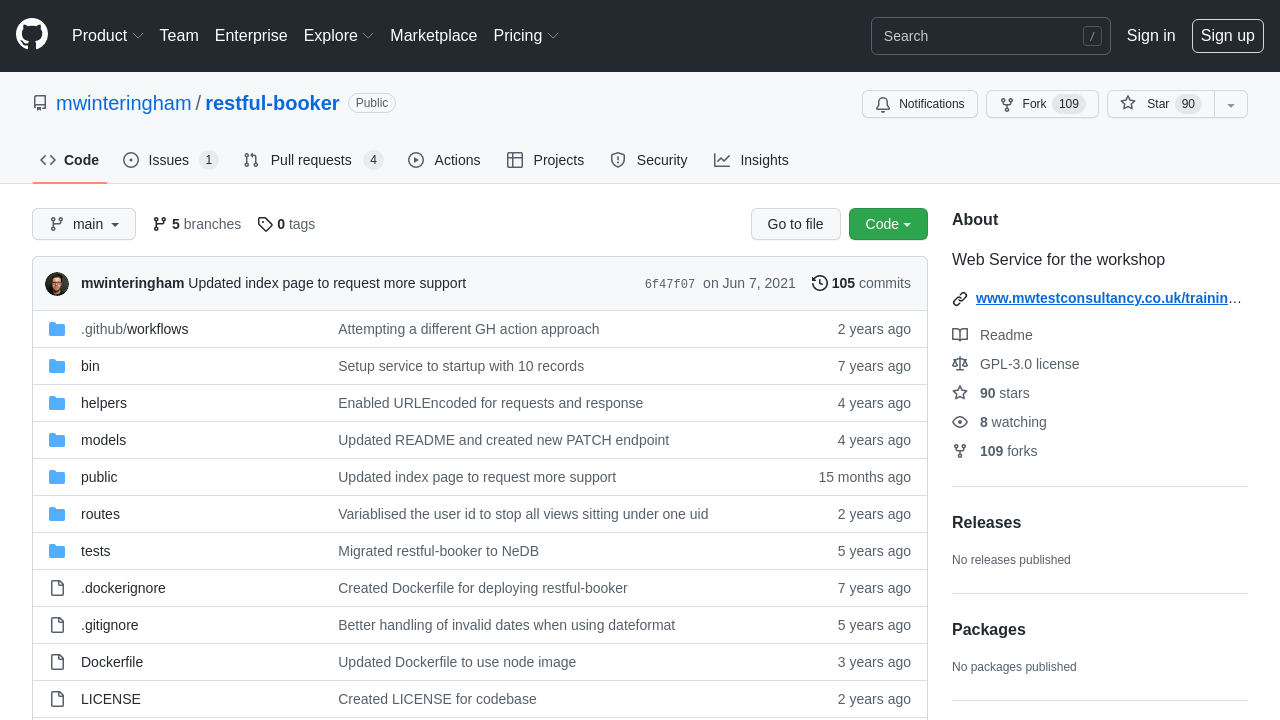 Product Team Enterprise Explore Marketplace Pricing Search / Sign in Sign up
mwinteringham / restful-booker Public Notifications Fork 109 Star 90
Code Issues 1 Pull requests 4 Actions Projects Security Insights
main 5 branches 0 tags Go to file Code
mwinteringham Updated index page to request more support 6f47f07 on Jun 7, 2021 105 commits
.github/workflows Attempting a different GH action approach 2 years ago
bin Setup service to startup with 10 records 7 years ago
helpers Enabled URLEncoded for requests and response 4 years ago
models Updated README and created new PATCH endpoint 4 years ago
public Updated index page to request more support 15 months ago
routes Variablised the user id to stop all views sitting under one uid 2 years ago
tests Migrated restful-booker to NeDB 5 years ago
.dockerignore Created Dockerfile for deploying restful-booker 7 years ago
.gitignore Better handling of invalid dates when using dateformat 5 years ago
Dockerfile Updated Dockerfile to use node image 3 years ago
LICENSE Created LICENSE for codebase 2 years ago
About
Web Service for the workshop
www.mwtestconsultancy.co.uk/trainin…
Readme
GPL-3.0 license
90 stars
8 watching
109 forks
Releases
No releases published
Packages
No packages published